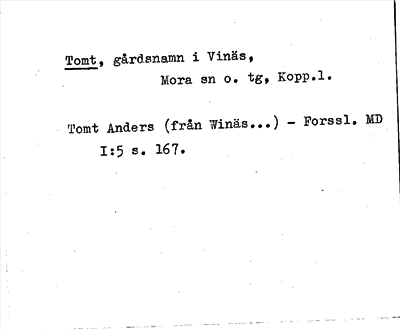 Tomt, gårdsnamn i Vinäs,
Mora sn o. tg, Kopp.l.
Tomt Anders (från Winäs...) - Forssl. MD
I:5 s. 167.